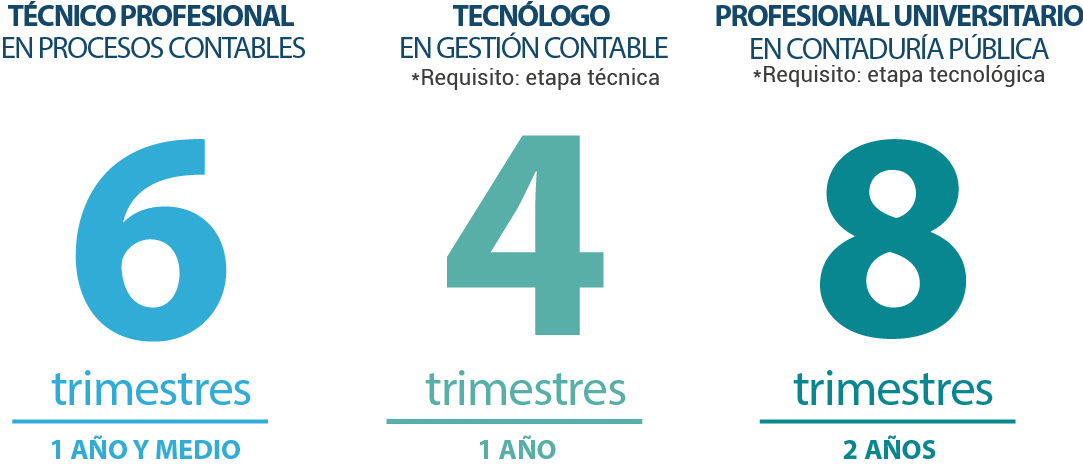 TÉCNICO PROFESIONAL
EN PROCESOS CONTABLES
6
trimestres
1 AÑO Y MEDIO
TECNÓLOGO
EN GESTIÓN CONTABLE
*Requisito: etapa técnica
4
trimestres
1 AÑO
PROFESIONAL UNIVERSITARIO
EN CONTADURÍA PÚBLICA
*Requisito: etapa tecnológica
8
trimestres
2 AÑOS